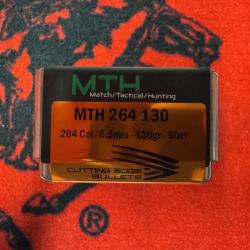 MTH
Match/Tactical/Hunting
MTH 264 130
.264 Cal/6.5mm - 130gr - 50ct
CUTTING EDGE
BULLETS
®